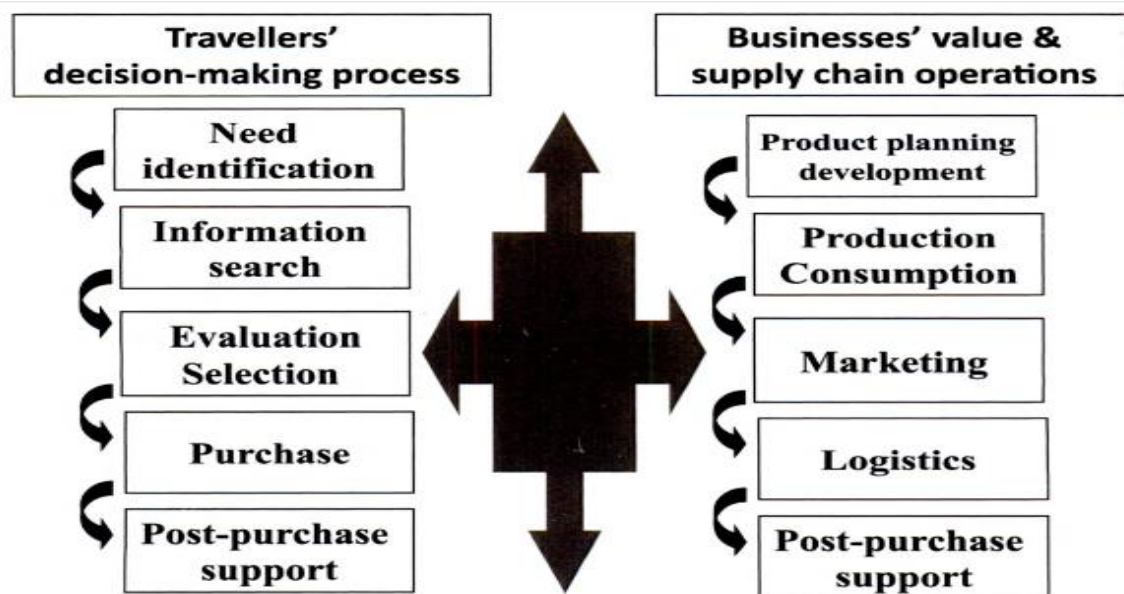 Travellers'
decision-making process
Need
identification
Information
search
Evaluation
Selection
Purchase
Post-purchase
support
Businesses' value &
supply chain operations
Product planning
development
Production
Consumption
Marketing
Logistics
Post-purchase
support